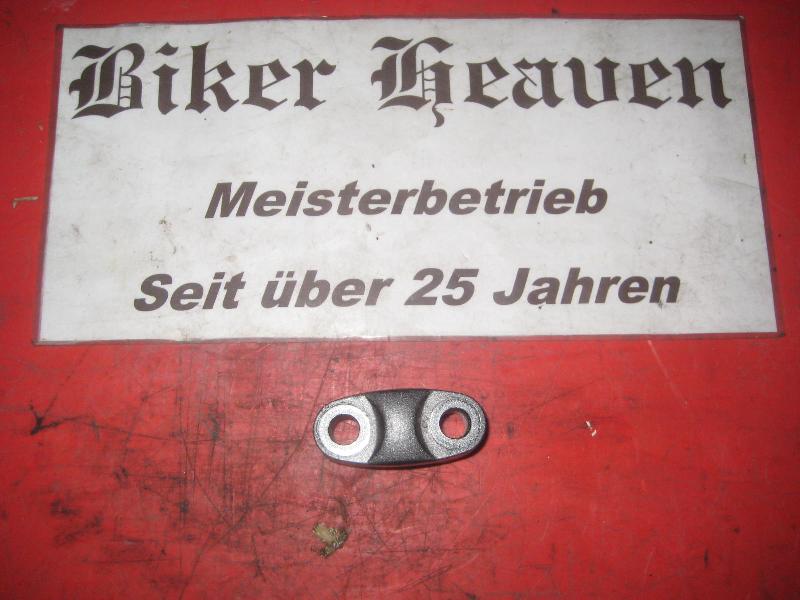 Biker Heaven
Meisterbetrieb
Seit über 25 Jahren